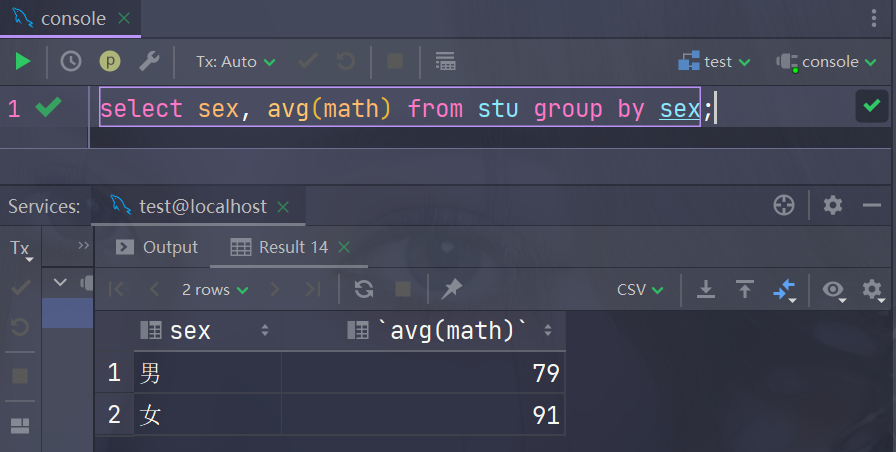 console
Tx: Auto
test
console
1 select sex, avg(math) from stu group by sex;
Services:
test@localhost
Tx
Output
Result 14
2 rows
CSV
sex
`avg(math)`
1 男 79
2 女 91